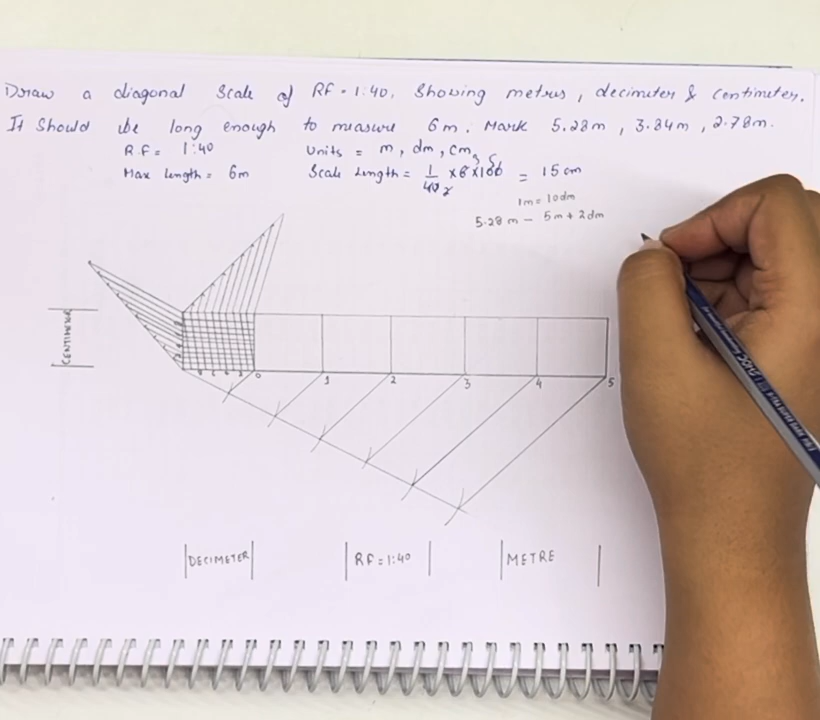 Draw a diagonal Scale of RF = 1:40, Showing metres, decimeter & Centimeter.
It Should be long enough to measure 6m. Mark 5.28m, 3.84m, 2.78m.
R.F = 1:40 Units = m, dm, cm
Max length = 6m Scale Length = 1/40 × 6 × 100 = 15 cm
1m = 10dm
5.28 m - 5m + 2dm
CENTIMETER
0 1 2 3 4 5
DECIMETER RF = 1:40 METRE